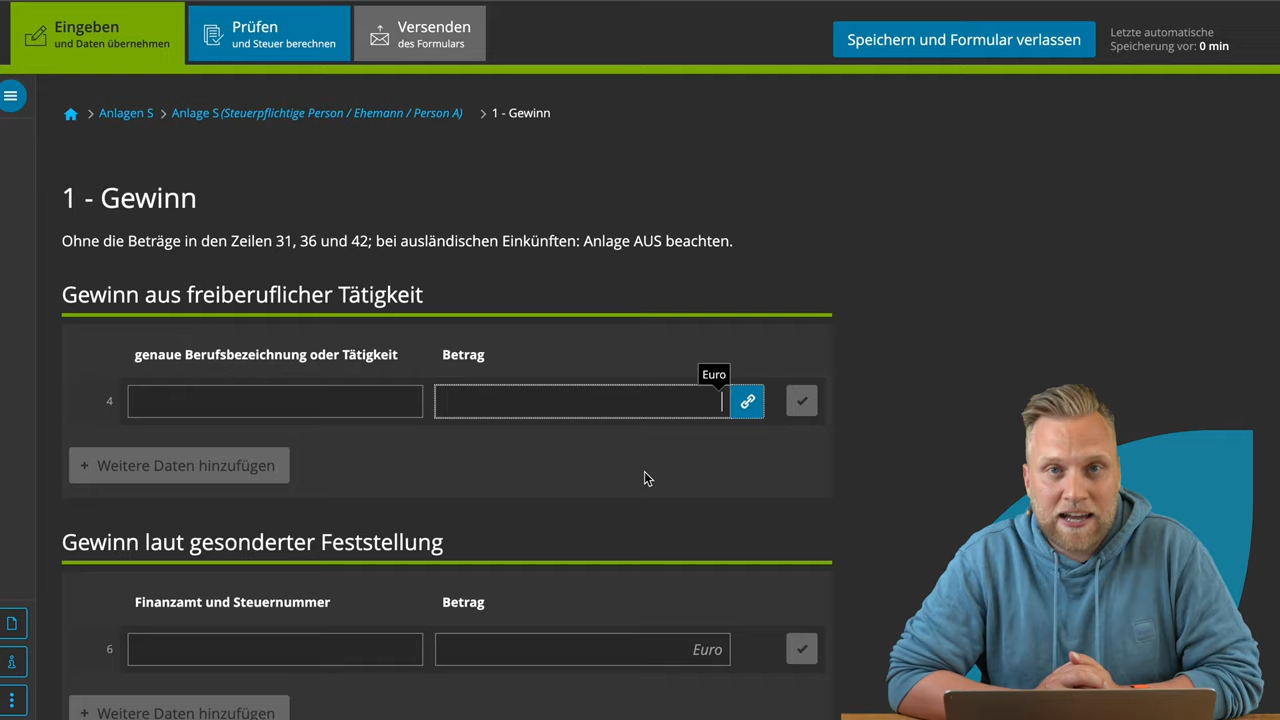 Eingeben
und Daten übernehmen
Prüfen
und Steuer berechnen
Versenden
des Formulars
Speichern und Formular verlassen
Letzte automatische
Speicherung vor: 0 min
Anlagen S
Anlage S (Steuerpflichtige Person / Ehemann / Person A)
1 - Gewinn
1 - Gewinn
Ohne die Beträge in den Zeilen 31, 36 und 42; bei ausländischen Einkünften: Anlage AUS beachten.
Gewinn aus freiberuflicher Tätigkeit
genaue Berufsbezeichnung oder Tätigkeit
Betrag
Euro
4
+ Weitere Daten hinzufügen
Gewinn laut gesonderter Feststellung
Finanzamt und Steuernummer
Betrag
6
Euro
+ Weitere Daten hinzufügen